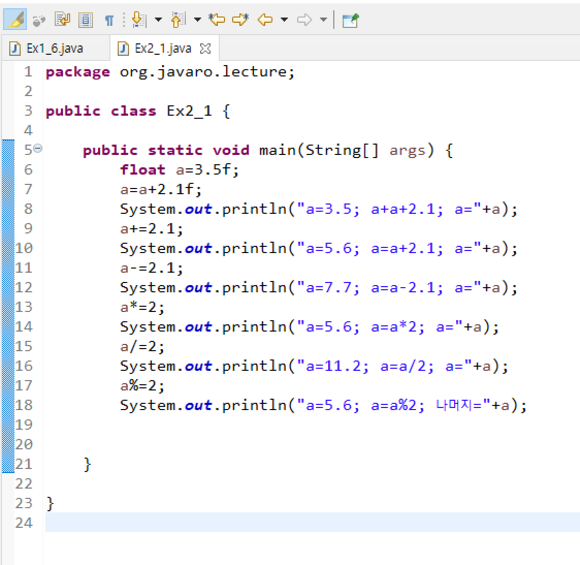 Ex1_6.java Ex2_1.java
1 package org.javaro.lecture;
2
3 public class Ex2_1 {
4
5 public static void main(String[] args) {
6 float a=3.5f;
7 a=a+2.1f;
8 System.out.println("a=3.5; a+a+2.1; a="+a);
9 a+=2.1;
10 System.out.println("a=5.6; a=a+2.1; a="+a);
11 a-=2.1;
12 System.out.println("a=7.7; a=a-2.1; a="+a);
13 a*=2;
14 System.out.println("a=5.6; a=a*2; a="+a);
15 a/=2;
16 System.out.println("a=11.2; a=a/2; a="+a);
17 a%=2;
18 System.out.println("a=5.6; a=a%2; 나머지="+a);
19
20
21 }
22
23 }
24